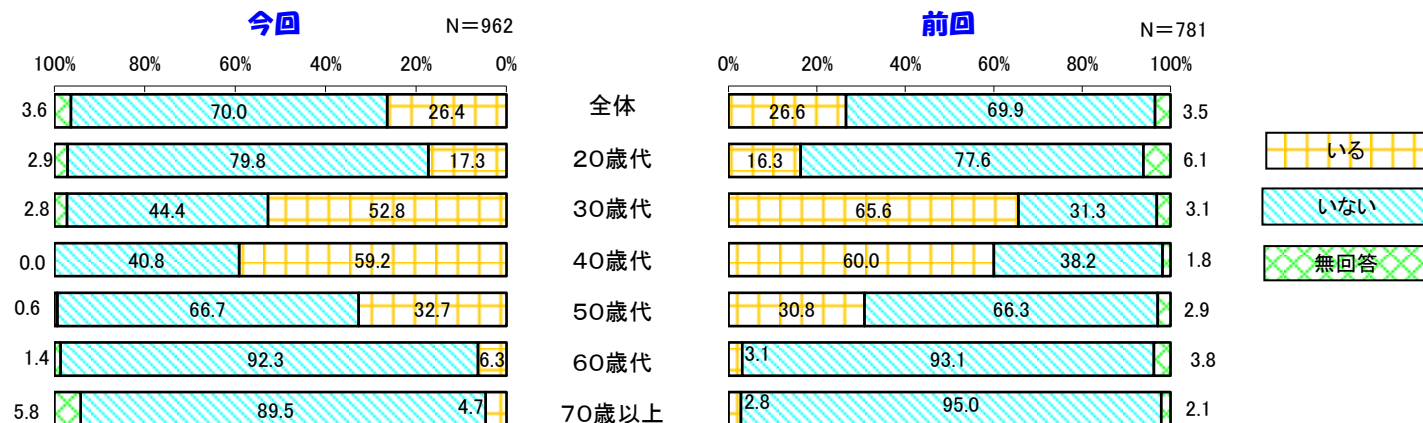 今回 N=962 前回 N=781
100% 80% 60% 40% 20% 0% 0% 20% 40% 60% 80% 100%
3.6 70.0 26.4 全体 26.6 69.9 3.5
2.9 79.8 17.3 20歳代 16.3 77.6 6.1
いる
2.8 44.4 52.8 30歳代 65.6 31.3 3.1
いない
0.0 40.8 59.2 40歳代 60.0 38.2 1.8
無回答
0.6 66.7 32.7 50歳代 30.8 66.3 2.9
1.4 92.3 6.3 60歳代 3.1 93.1 3.8
5.8 89.5 4.7 70歳以上 2.8 95.0 2.1